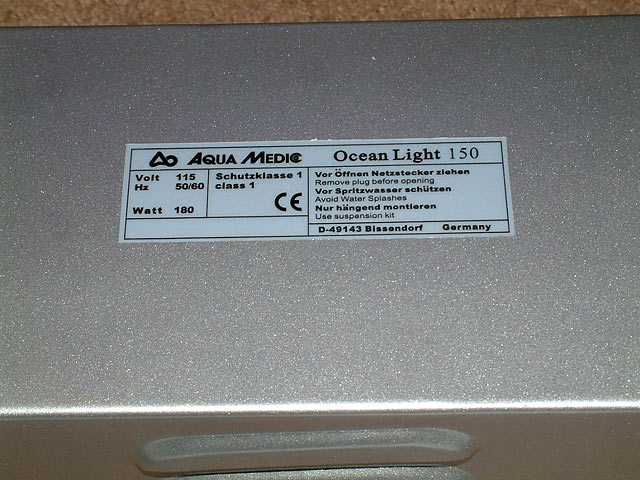 AQUA MEDIC Ocean Light 150
Volt 115
Hz 50/60
Watt 180
Schutzklasse 1
class 1
CE
Vor Öffnen Netzstecker ziehen
Remove plug before opening
Vor Spritzwasser schützen
Avoid Water Splashes
Nur hängend montieren
Use suspension kit
D-49143 Bissendorf Germany